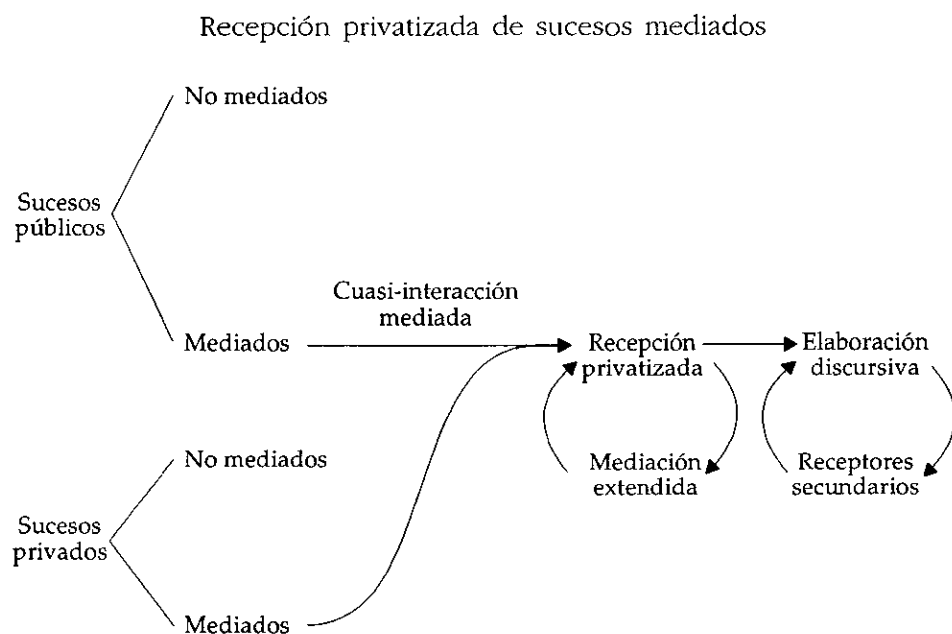 Recepción privatizada de sucesos mediados
No mediados
Sucesos
públicos
Cuasi-interacción
mediada
Mediados
Recepción
privatizada
Elaboración
discursiva
No mediados
Mediación
extendida
Receptores
secundarios
Sucesos
privados
Mediados